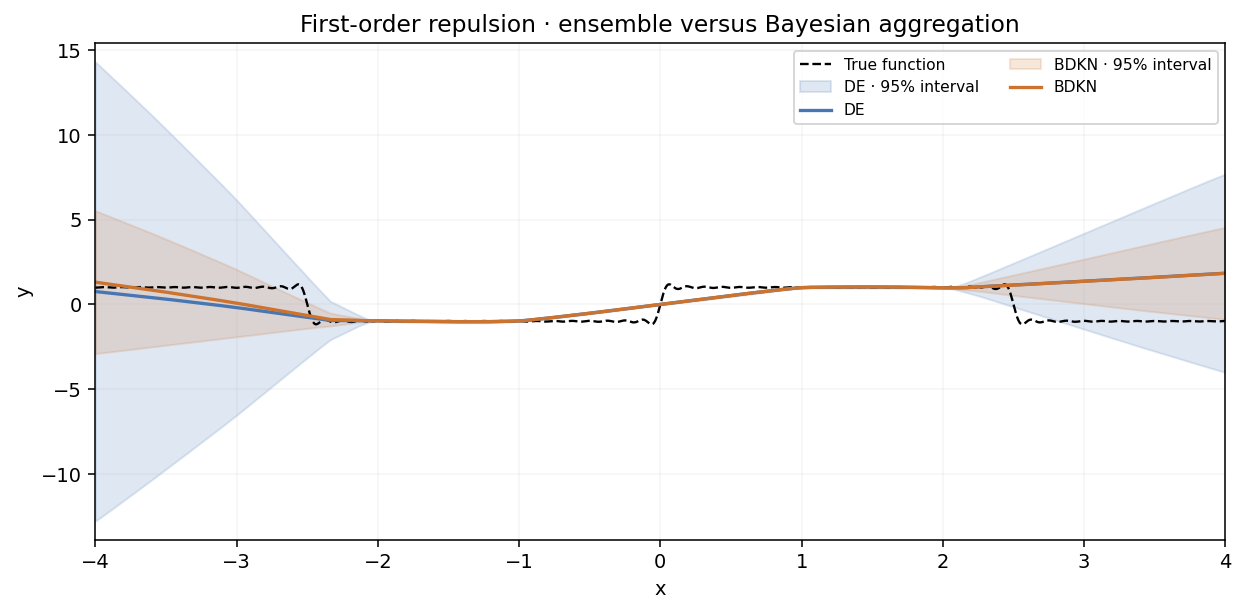 First-order repulsion · ensemble versus Bayesian aggregation
True function
DE · 95% interval
DE
BDKN · 95% interval
BDKN
15
10
5
0
−5
−10
y
−4
−3
−2
−1
0
1
2
3
4
x